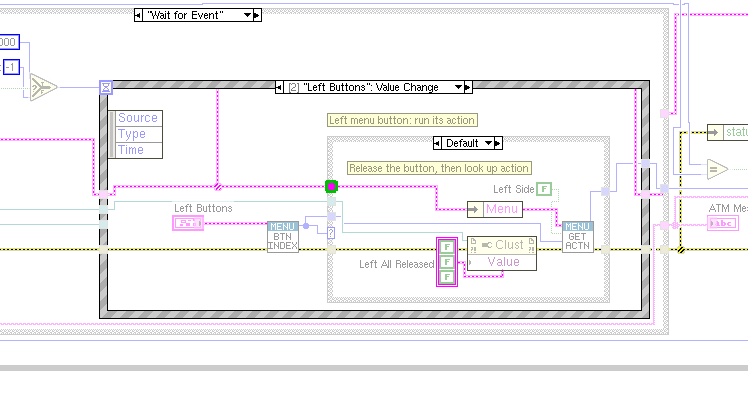 "Wait for Event"
000
-1
[2] "Left Buttons": Value Change
Source
Type
Time
Left menu button: run its action
Default
Release the button, then look up action
Left Side
F
Menu
Left Buttons
MENU
BTN
INDEX
MENU
GET
ACTN
Clust
Value
Left All Released
F
F
F
?
T
F
?
=
statu
ATM Me
abc